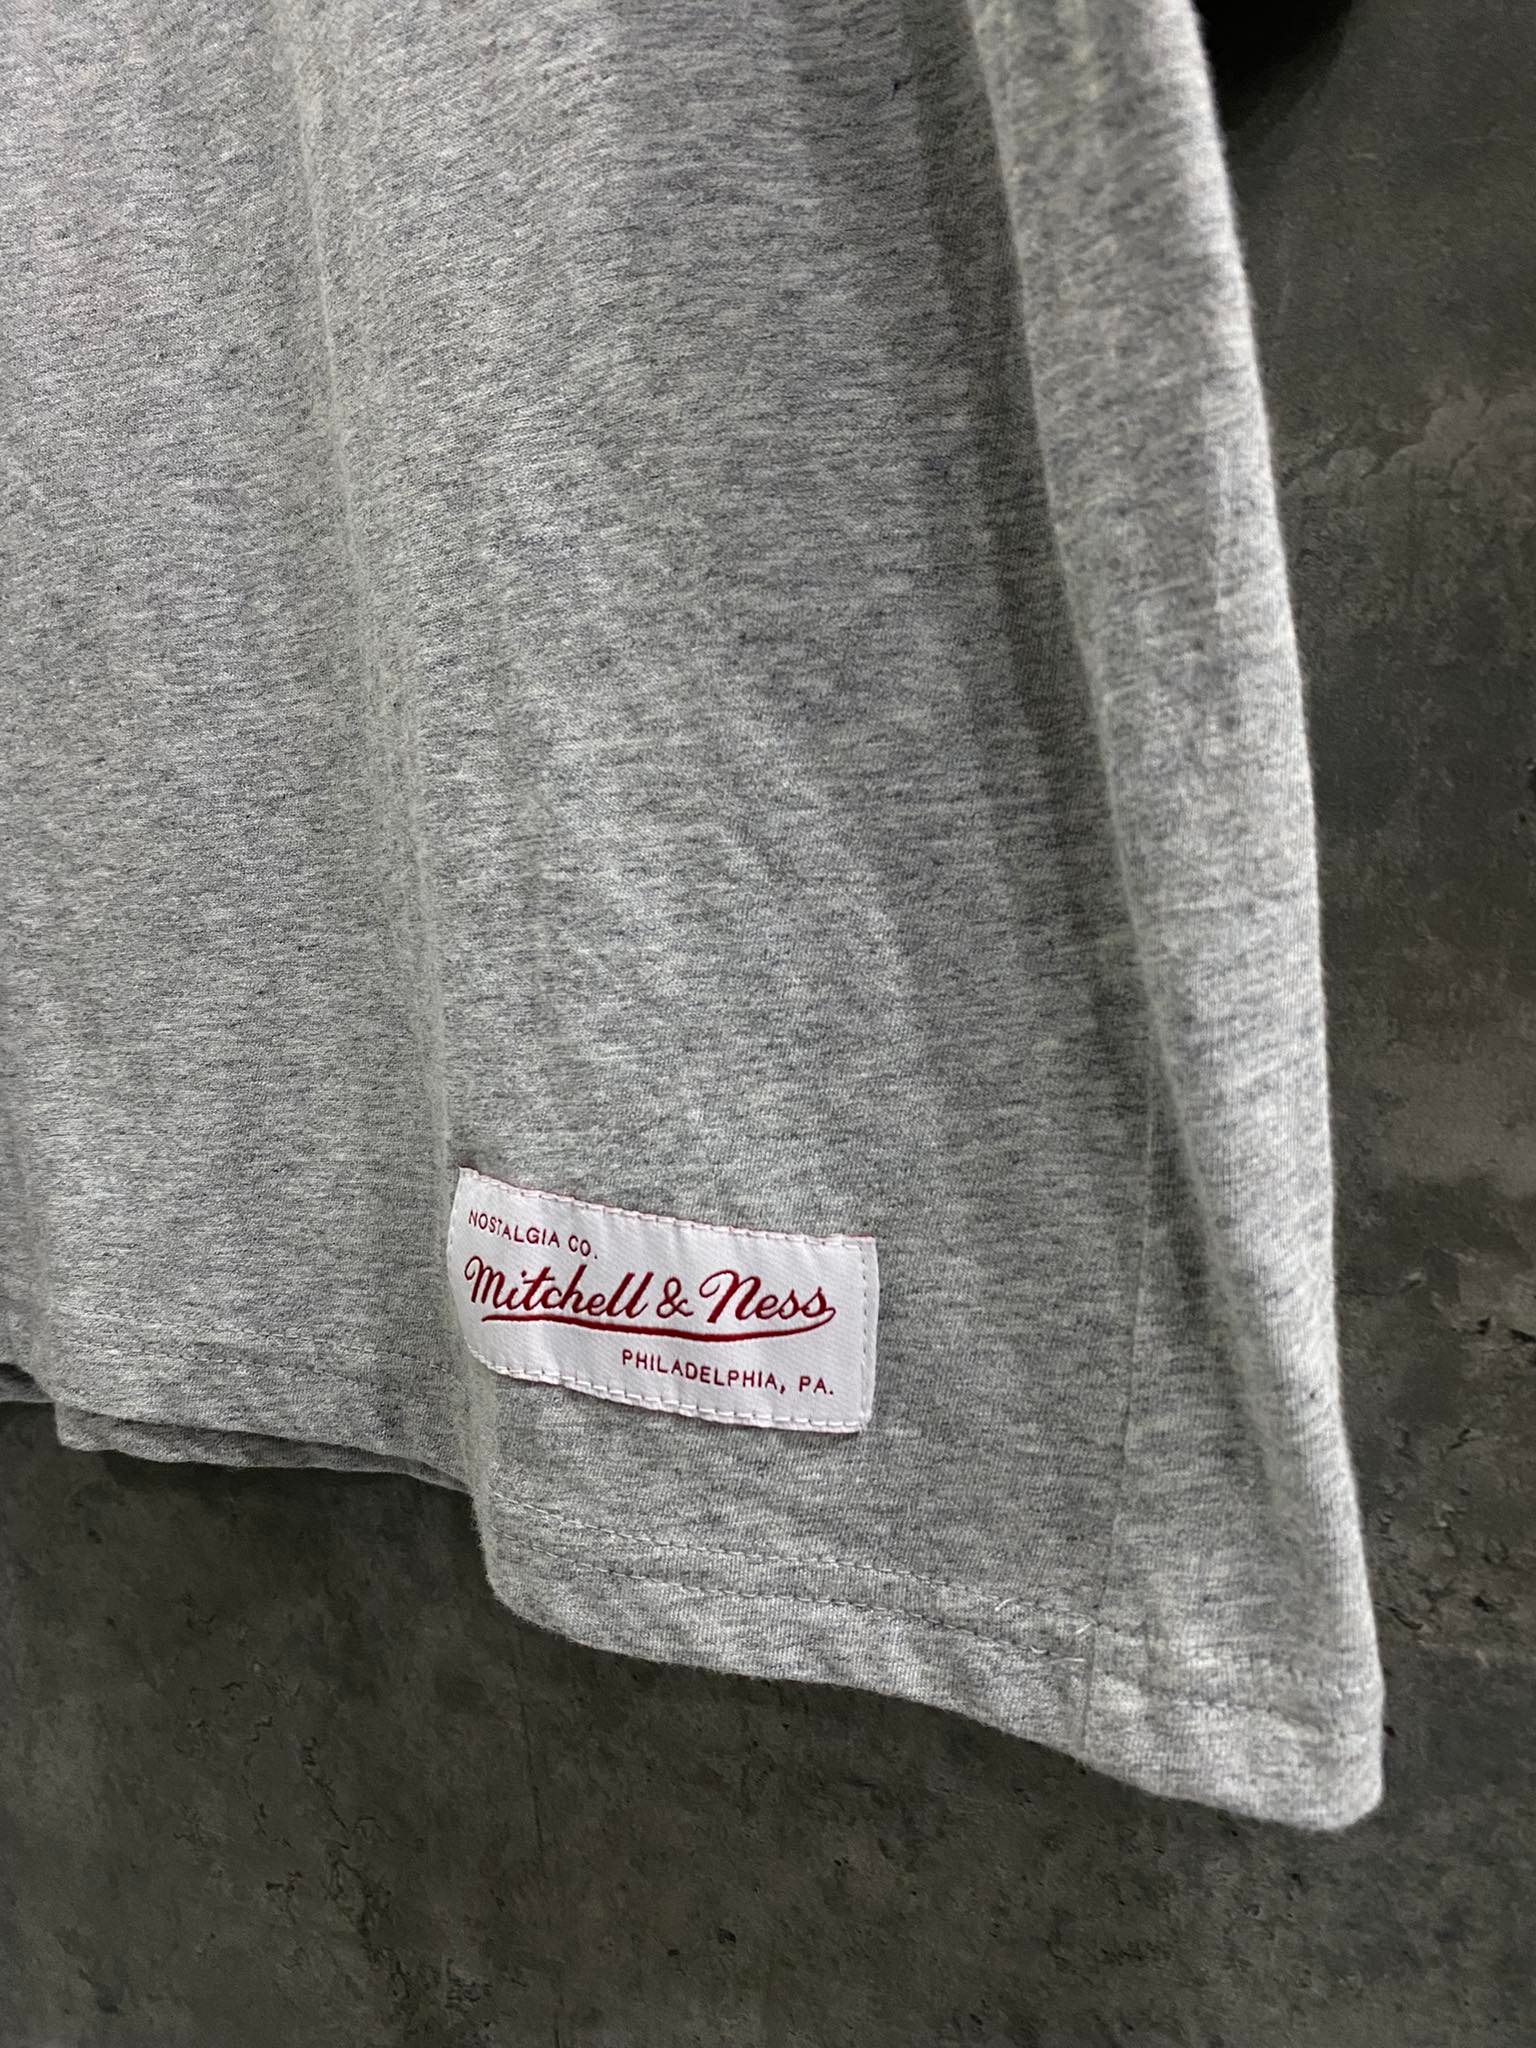 NOSTALGIA CO.
Mitchell & Ness
PHILADELPHIA, PA.